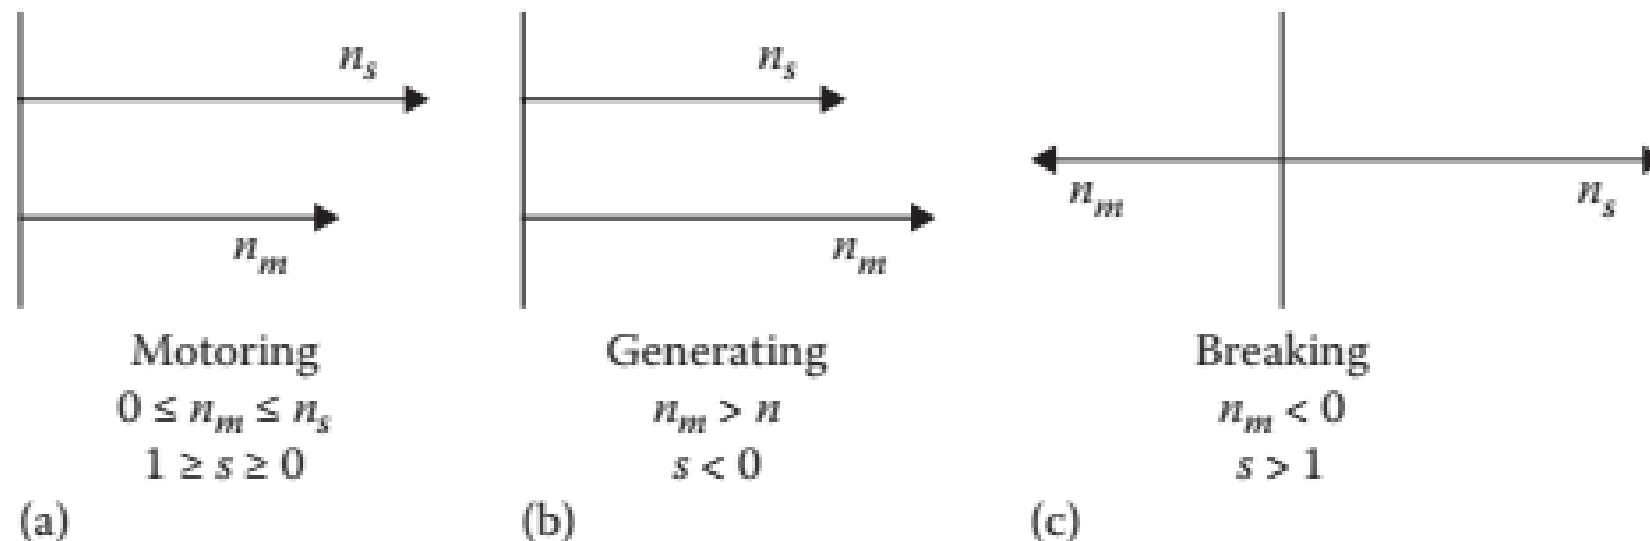 n_s
n_m
Motoring
0 ≤ n_m ≤ n_s
1 ≥ s ≥ 0
(a)
n_s
n_m
Generating
n_m > n
s < 0
(b)
n_m
n_s
Breaking
n_m < 0
s > 1
(c)